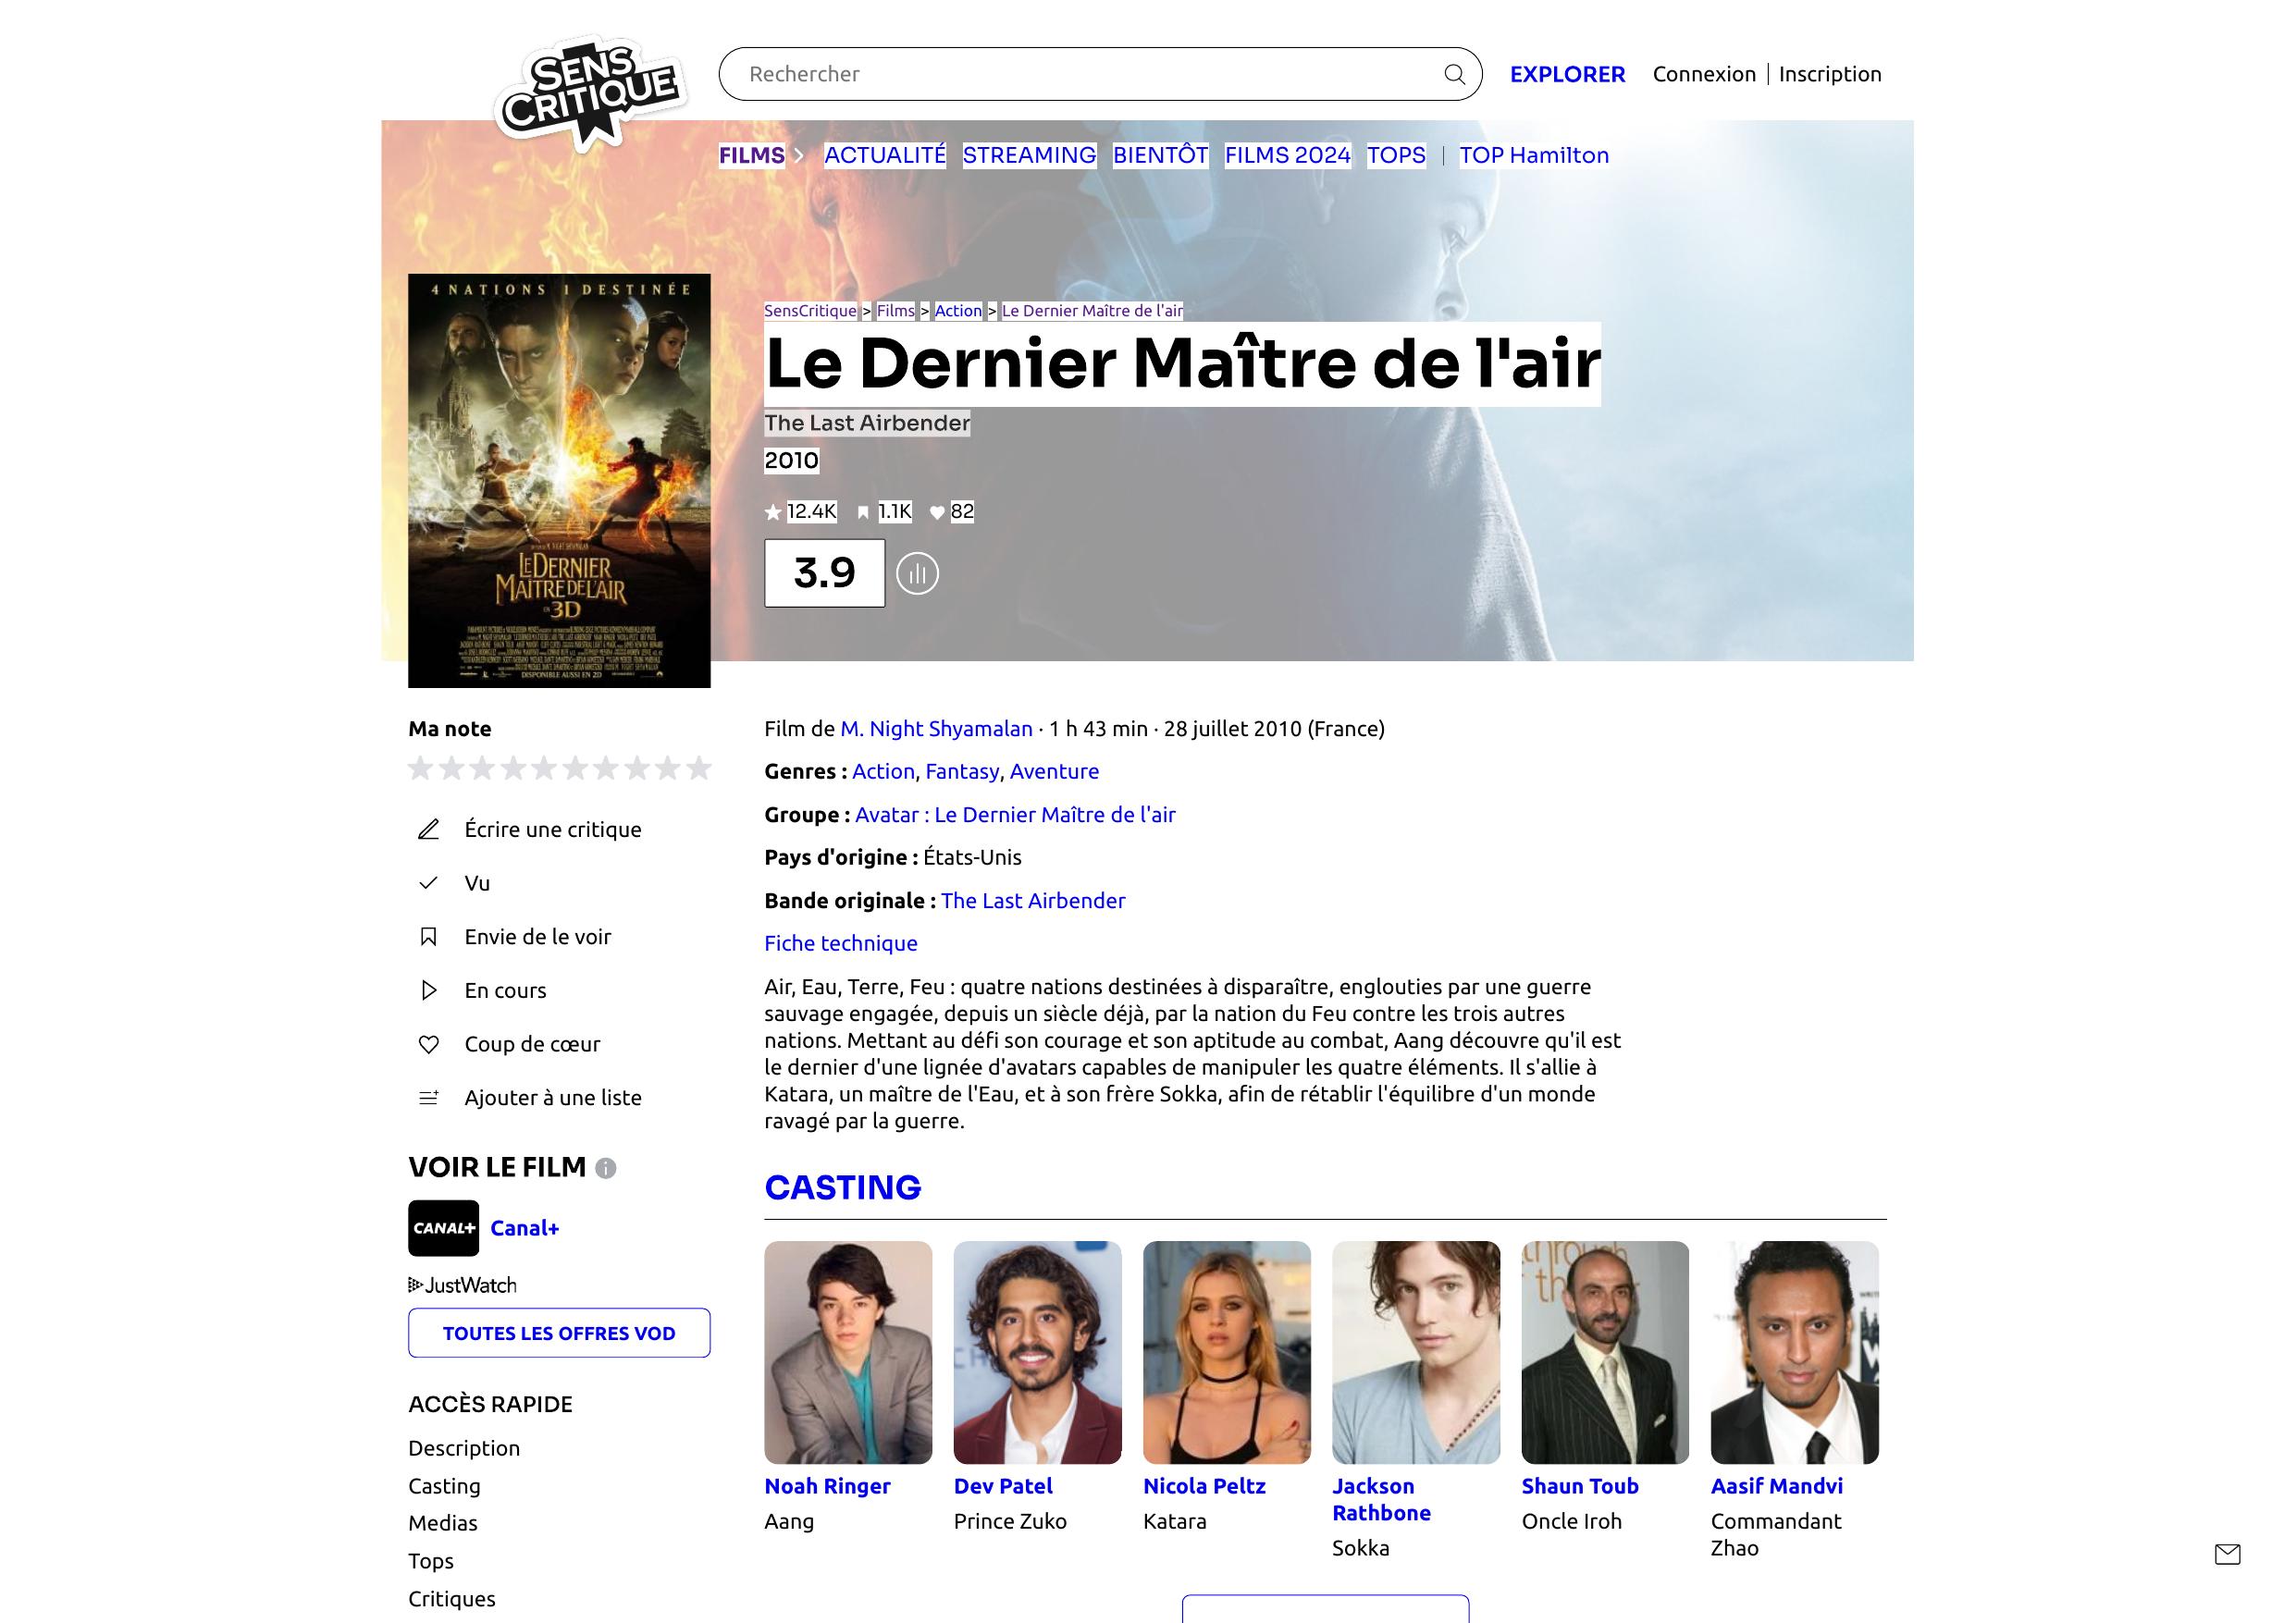 SENS
CRITIQUE
Rechercher
EXPLORER
Connexion | Inscription
FILMS
ACTUALITÉ
STREAMING
BIENTÔT
FILMS 2024
TOPS
TOP Hamilton
4 NATIONS 1 DESTINÉE
LE DERNIER
MAÎTRE DE L'AIR
EN 3D
DISPONIBLE AUSSI EN 2D
SensCritique > Films > Action > Le Dernier Maître de l'air
Le Dernier Maître de l'air
The Last Airbender
2010
12.4K
1.1K
82
3.9
Ma note
Écrire une critique
Vu
Envie de le voir
En cours
Coup de cœur
Ajouter à une liste
VOIR LE FILM
CANAL+ Canal+
JustWatch
TOUTES LES OFFRES VOD
ACCÈS RAPIDE
Description
Casting
Medias
Tops
Critiques
Film de M. Night Shyamalan · 1 h 43 min · 28 juillet 2010 (France)
Genres : Action, Fantasy, Aventure
Groupe : Avatar : Le Dernier Maître de l'air
Pays d'origine : États-Unis
Bande originale : The Last Airbender
Fiche technique
Air, Eau, Terre, Feu : quatre nations destinées à disparaître, englouties par une guerre
sauvage engagée, depuis un siècle déjà, par la nation du Feu contre les trois autres
nations. Mettant au défi son courage et son aptitude au combat, Aang découvre qu'il est
le dernier d'une lignée d'avatars capables de manipuler les quatre éléments. Il s'allie à
Katara, un maître de l'Eau, et à son frère Sokka, afin de rétablir l'équilibre d'un monde
ravagé par la guerre.
CASTING
Noah Ringer
Aang
Dev Patel
Prince Zuko
Nicola Peltz
Katara
Jackson
Rathbone
Sokka
Shaun Toub
Oncle Iroh
Aasif Mandvi
Commandant
Zhao